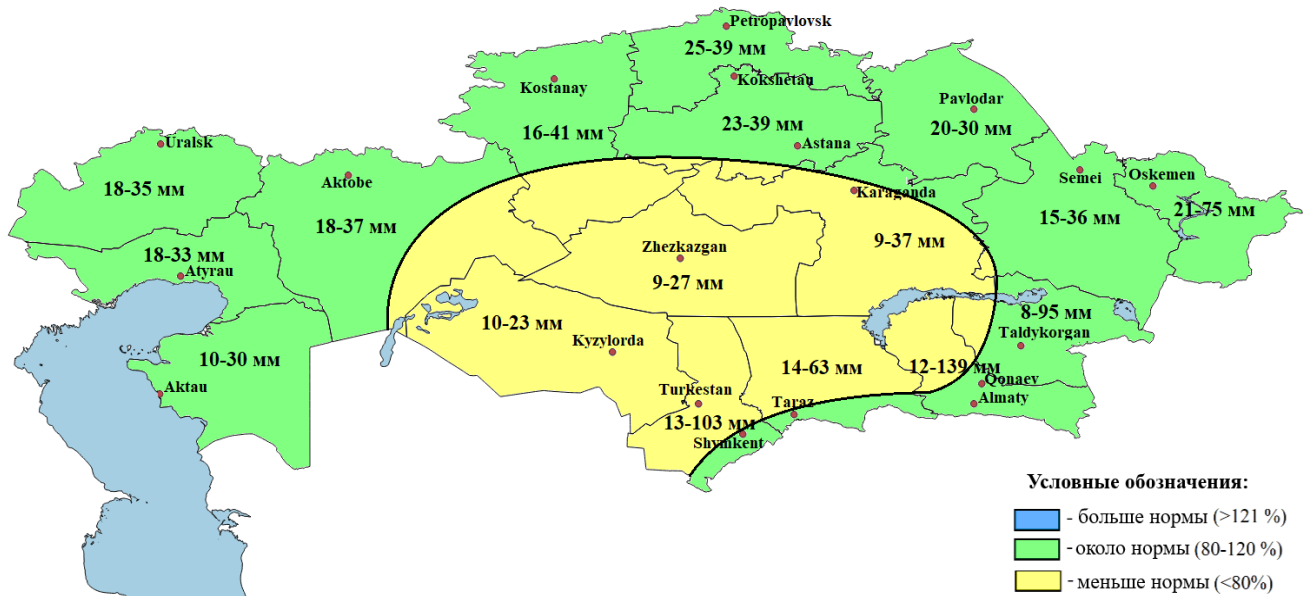 Petropavlovsk
25-39 мм
Kostanay
Kokshetau
Pavlodar
16-41 мм
23-39 мм
20-30 мм
Uralsk
Astana
Aktobe
Semei
Oskemen
18-35 мм
Karaganda
18-37 мм
15-36 мм
21-75 мм
18-33 мм
Zhezkazgan
9-37 мм
Atyrau
9-27 мм
10-23 мм
8-95 мм
Taldykorgan
Kyzylorda
10-30 мм
14-63 мм
12-139 мм
Aktau
Qonaev
Turkestan
Taraz
Almaty
13-103 мм
Shymkent
Условные обозначения:
- больше нормы (>121 %)
- около нормы (80-120 %)
- меньше нормы (<80%)